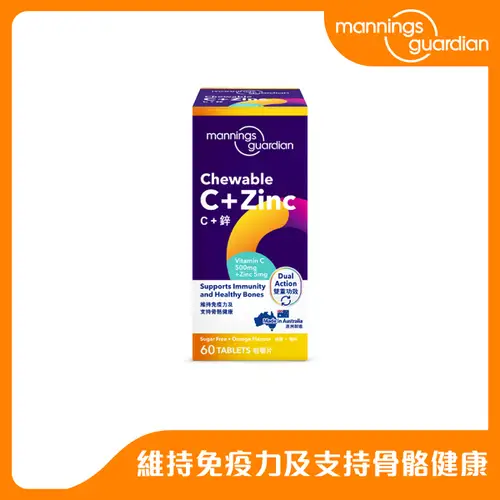 mannings
guardian
mannings
guardian
Chewable
C+Zinc
C+鋅
Vitamin C
500mg
+Zinc 5mg
Supports Immunity
and Healthy Bones
維持免疫力及
支持骨骼健康
Dual
Action
雙重功效
Made in Australia
澳洲製造
Sugar Free • Orange Flavour
60 TABLETS 咀嚼片
維持免疫力及支持骨骼健康